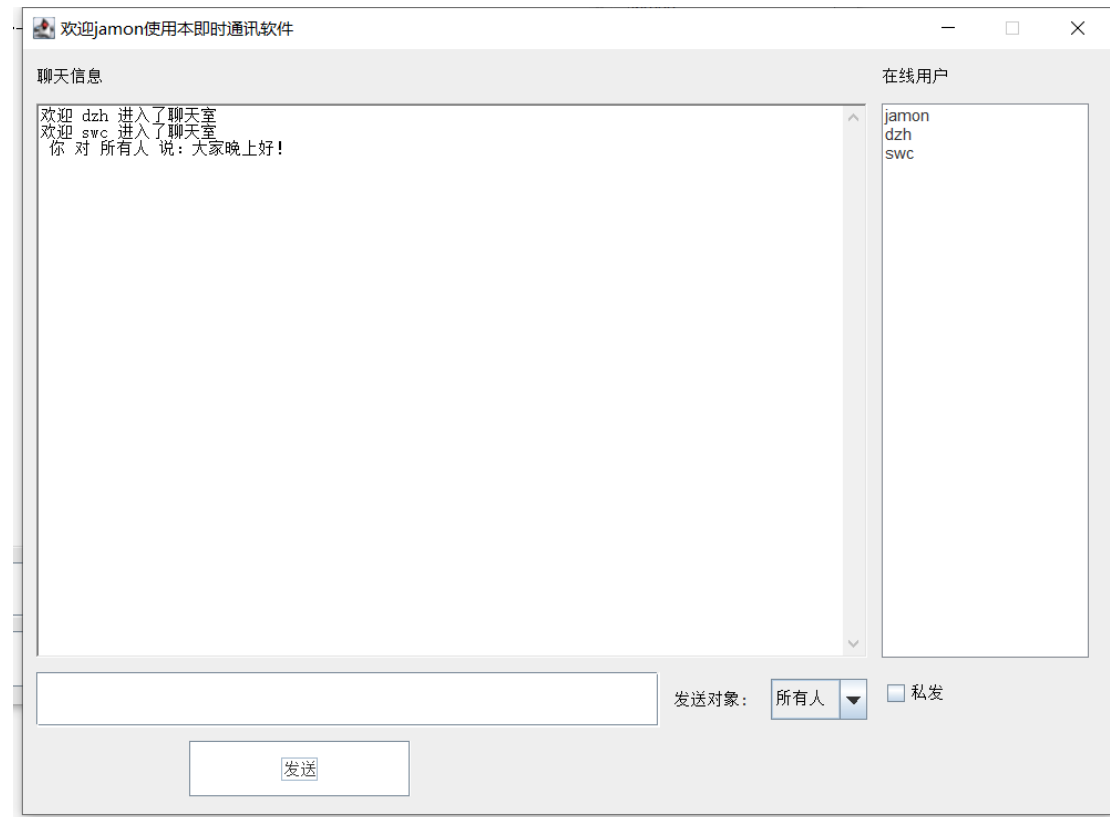 欢迎jamon使用本即时通讯软件
聊天信息
在线用户
欢迎 dzh 进入了聊天室
欢迎 swc 进入了聊天室
你 对 所有人 说: 大家晚上好!
jamon
dzh
swc
发送对象:
所有人
私发
发送